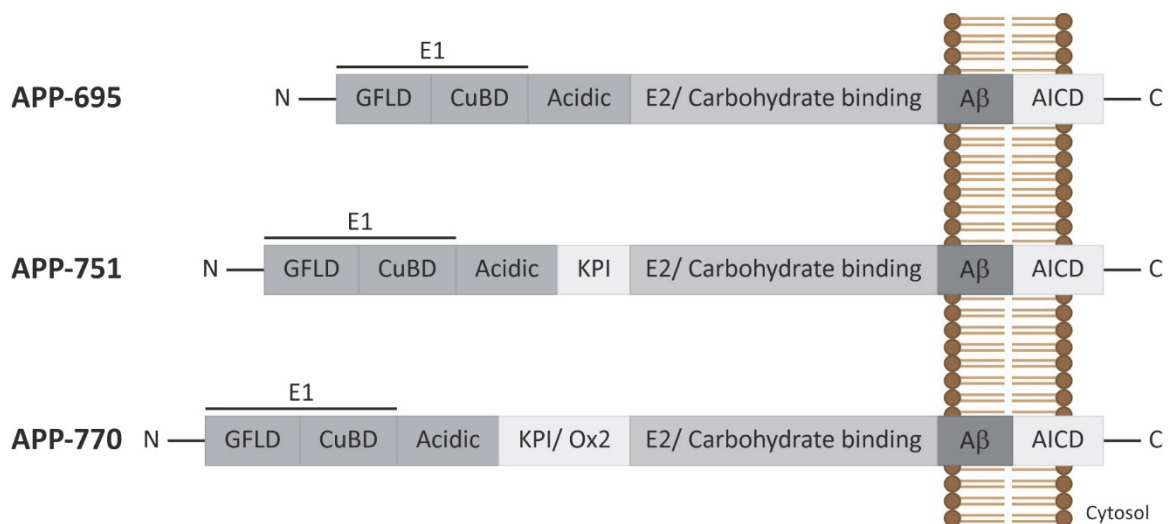 E1
APP-695 N GFLD CuBD Acidic E2/ Carbohydrate binding Aβ AICD C
E1
APP-751 N GFLD CuBD Acidic KPI E2/ Carbohydrate binding Aβ AICD C
E1
APP-770 N GFLD CuBD Acidic KPI/ Ox2 E2/ Carbohydrate binding Aβ AICD C
Cytosol